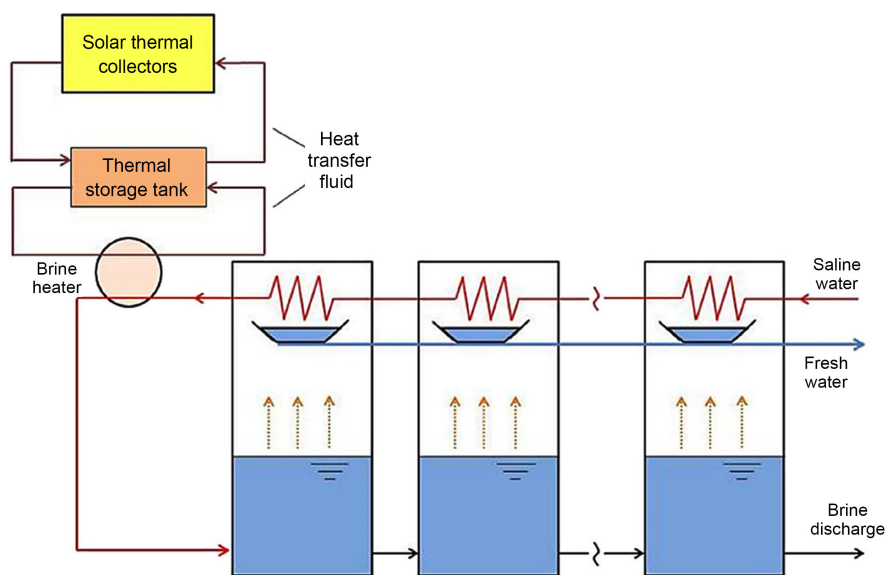 Solar thermal
collectors
Heat
transfer
fluid
Thermal
storage tank
Brine
heater
Saline
water
Fresh
water
Brine
discharge